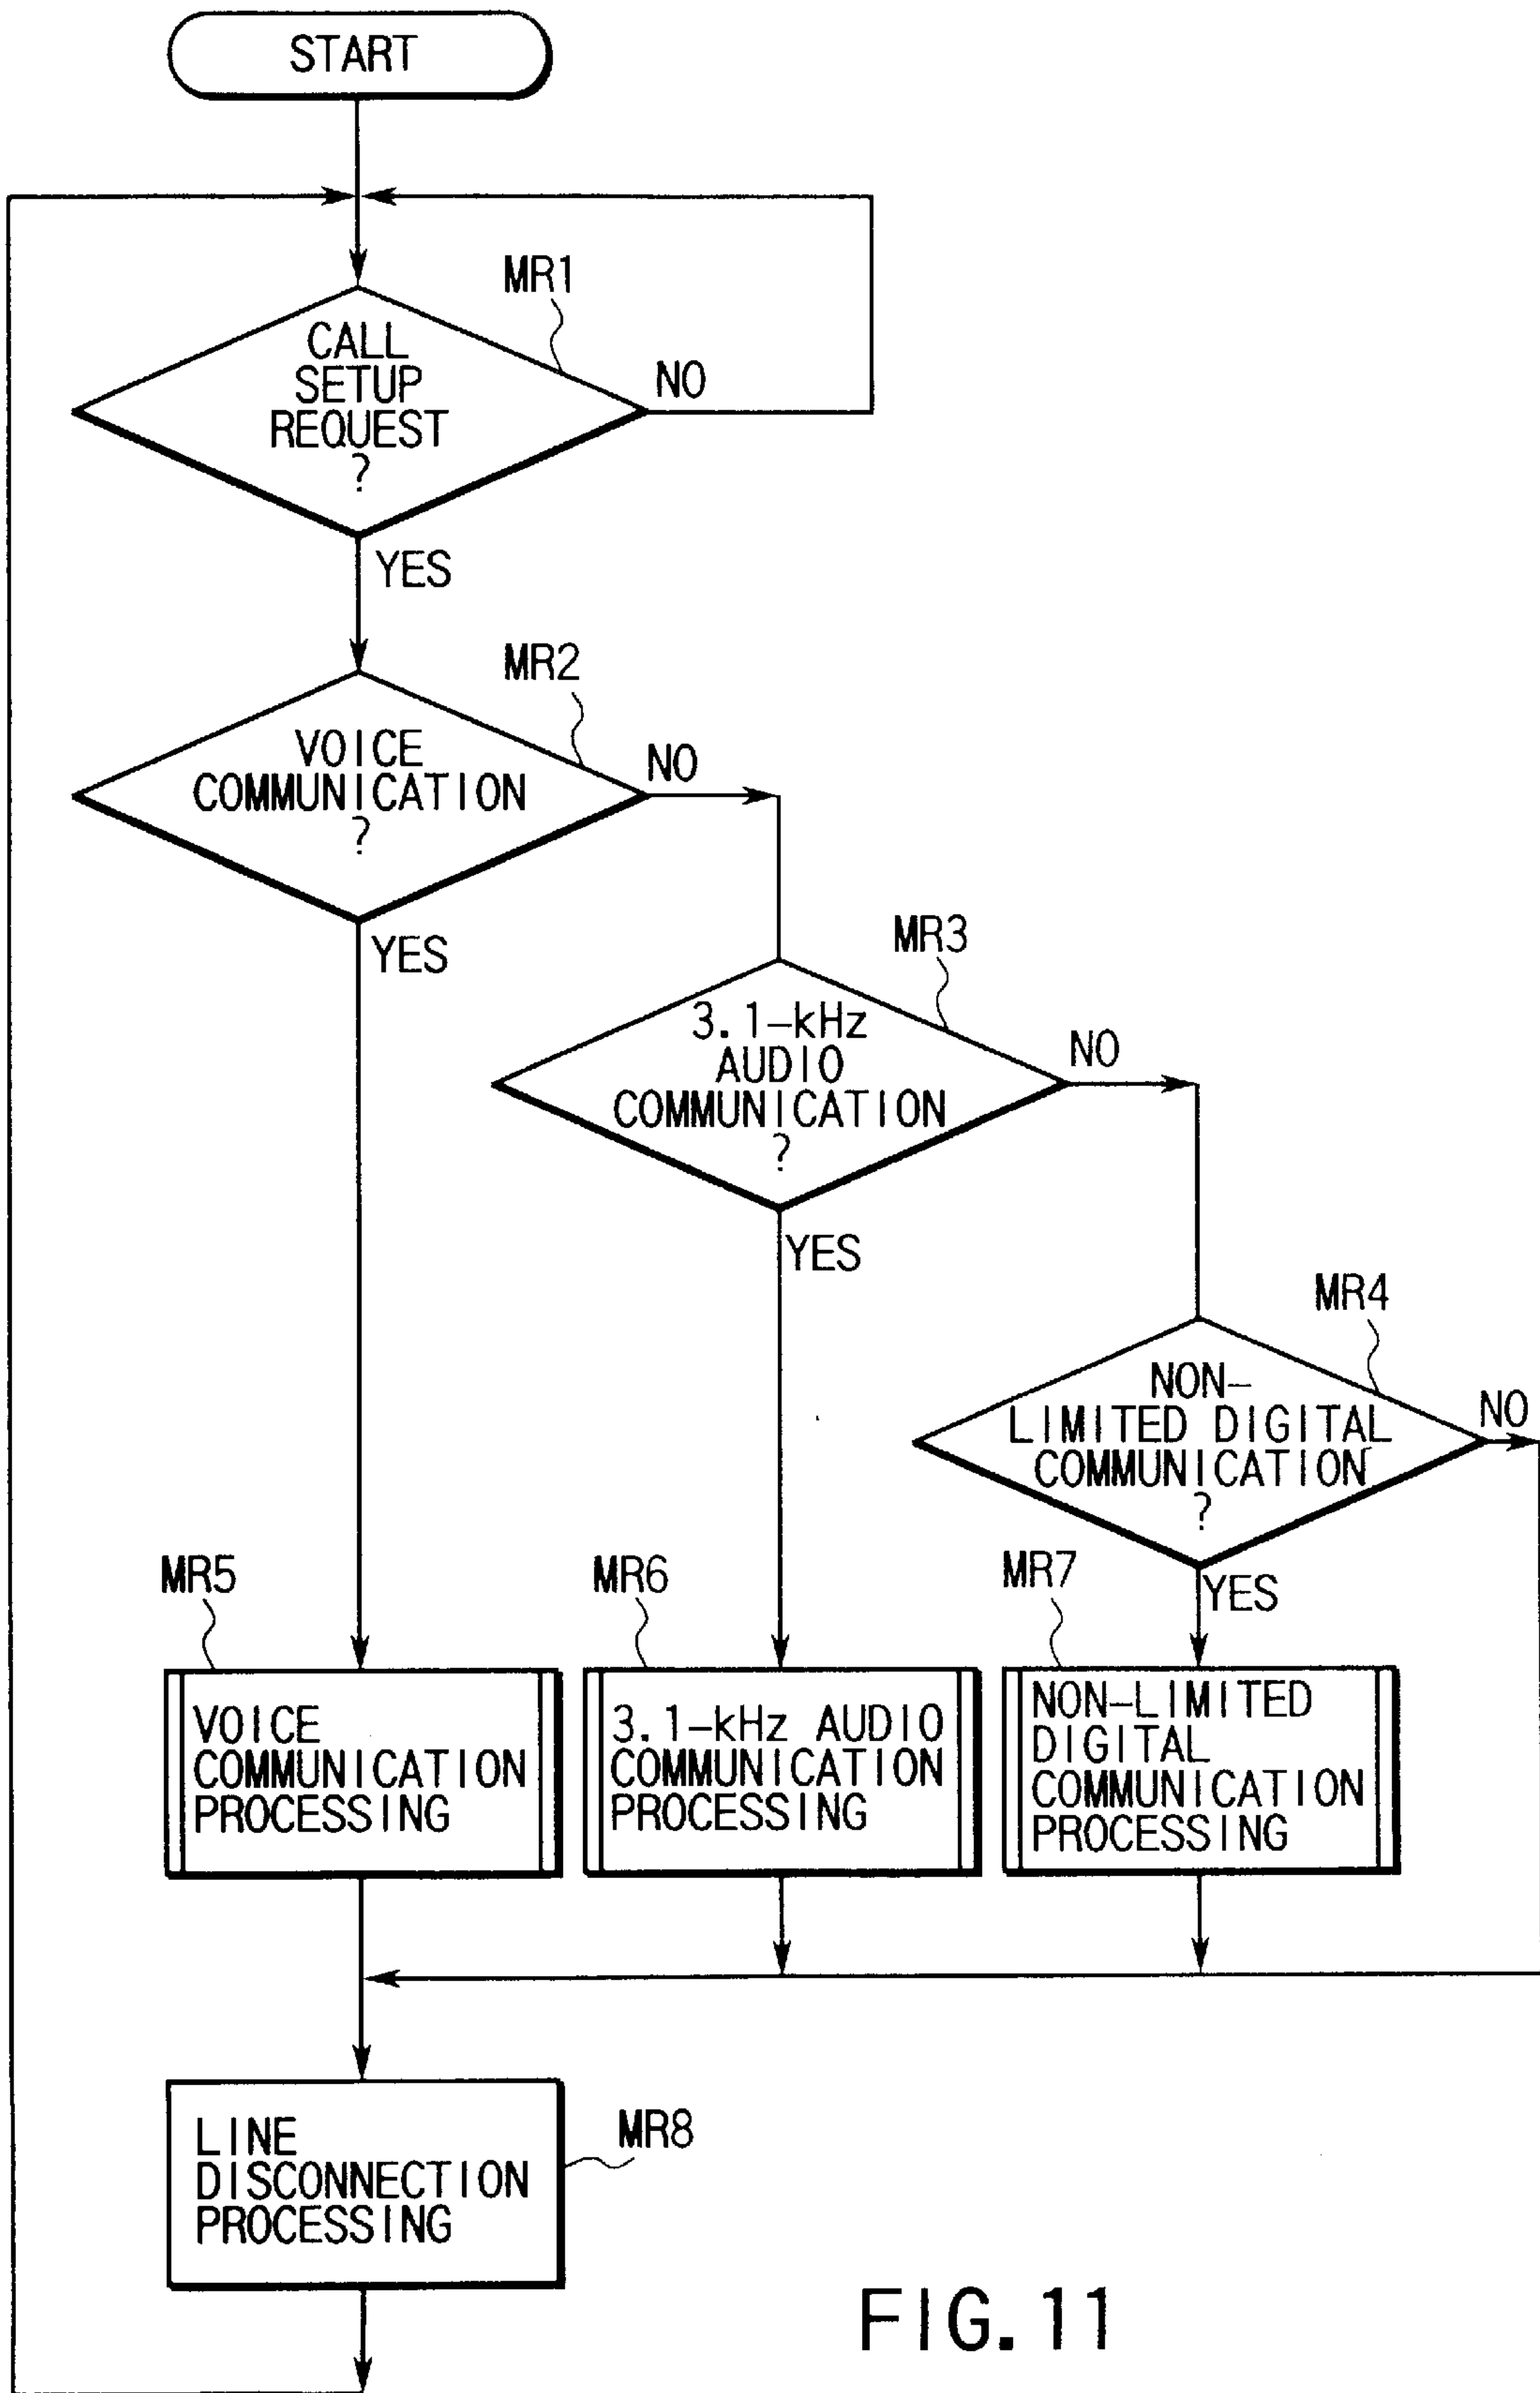 START
MR1
CALL
SETUP
REQUEST
?
NO
YES
MR2
VOICE
COMMUNICATION
?
NO
YES
MR3
3.1-kHz
AUDIO
COMMUNICATION
?
NO
YES
MR4
NON-
LIMITED DIGITAL
COMMUNICATION
?
NO
YES
MR5
VOICE
COMMUNICATION
PROCESSING
MR6
3.1-kHz AUDIO
COMMUNICATION
PROCESSING
MR7
NON-LIMITED
DIGITAL
COMMUNICATION
PROCESSING
LINE
DISCONNECTION
PROCESSING
MR8
FIG.11